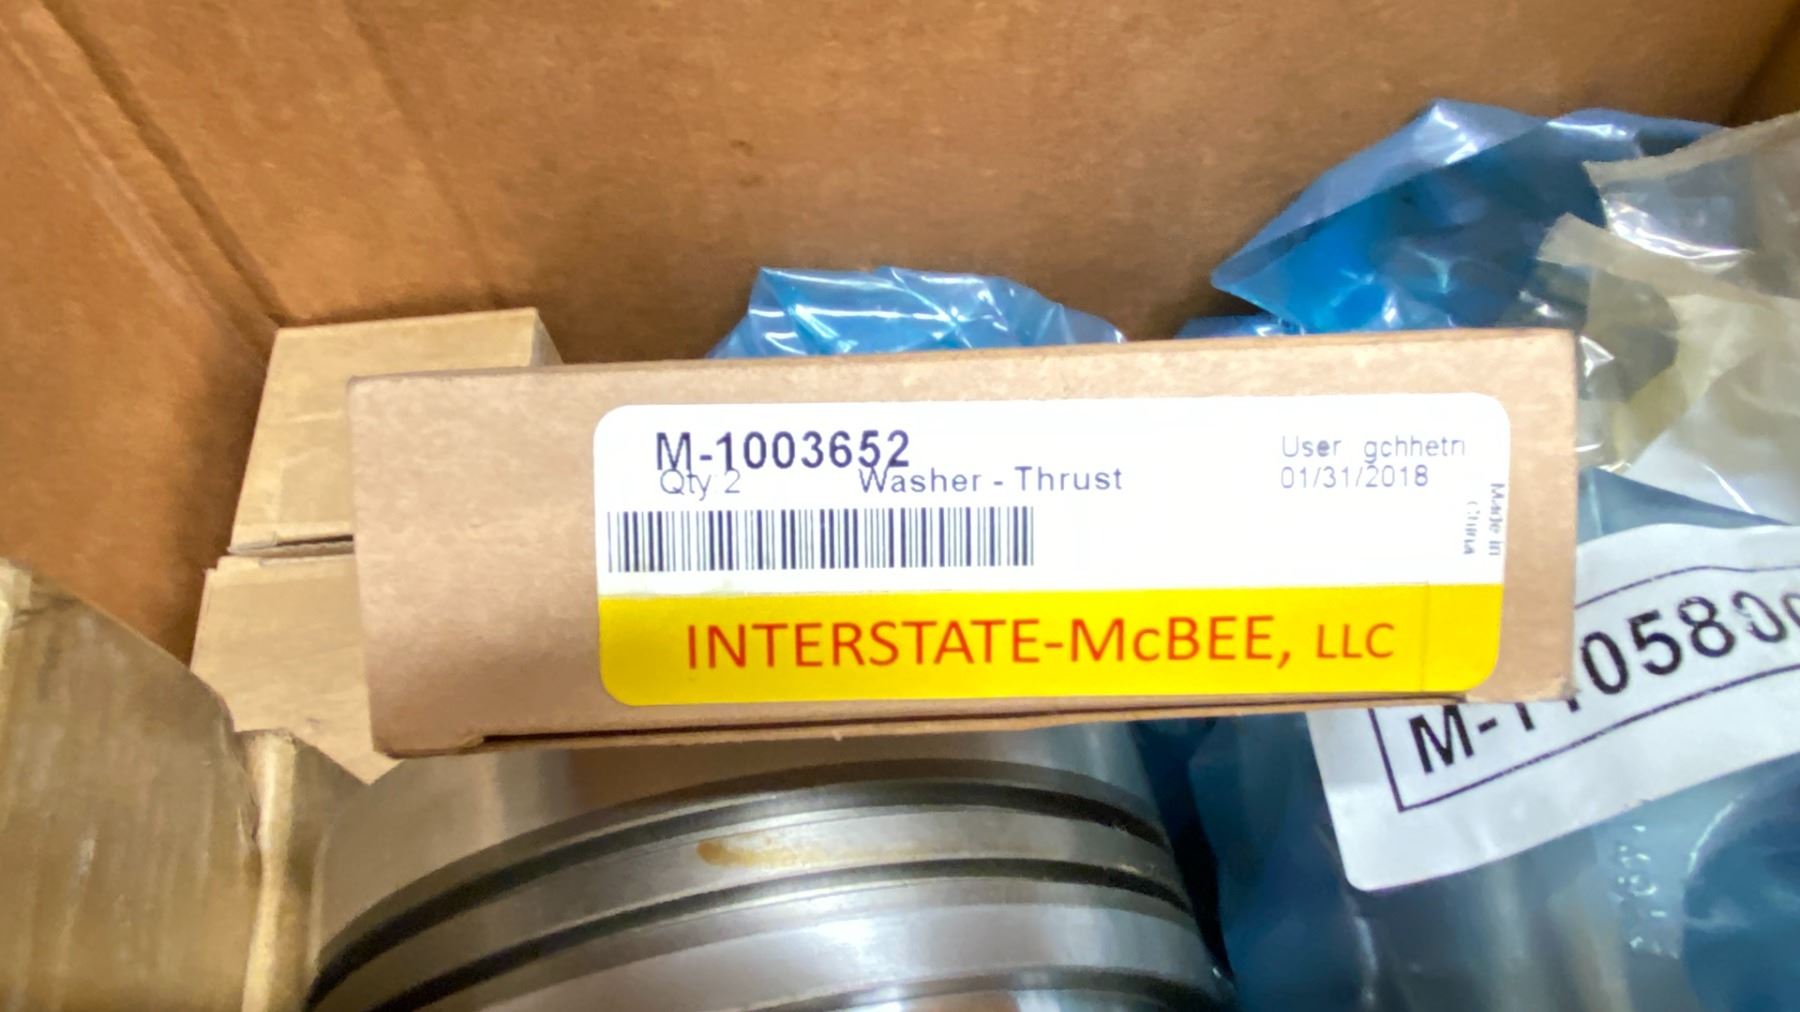 M-1003652
Qty 2 Washer - Thrust
User gchhetri
01/31/2018
Made in
China
INTERSTATE-McBEE, LLC